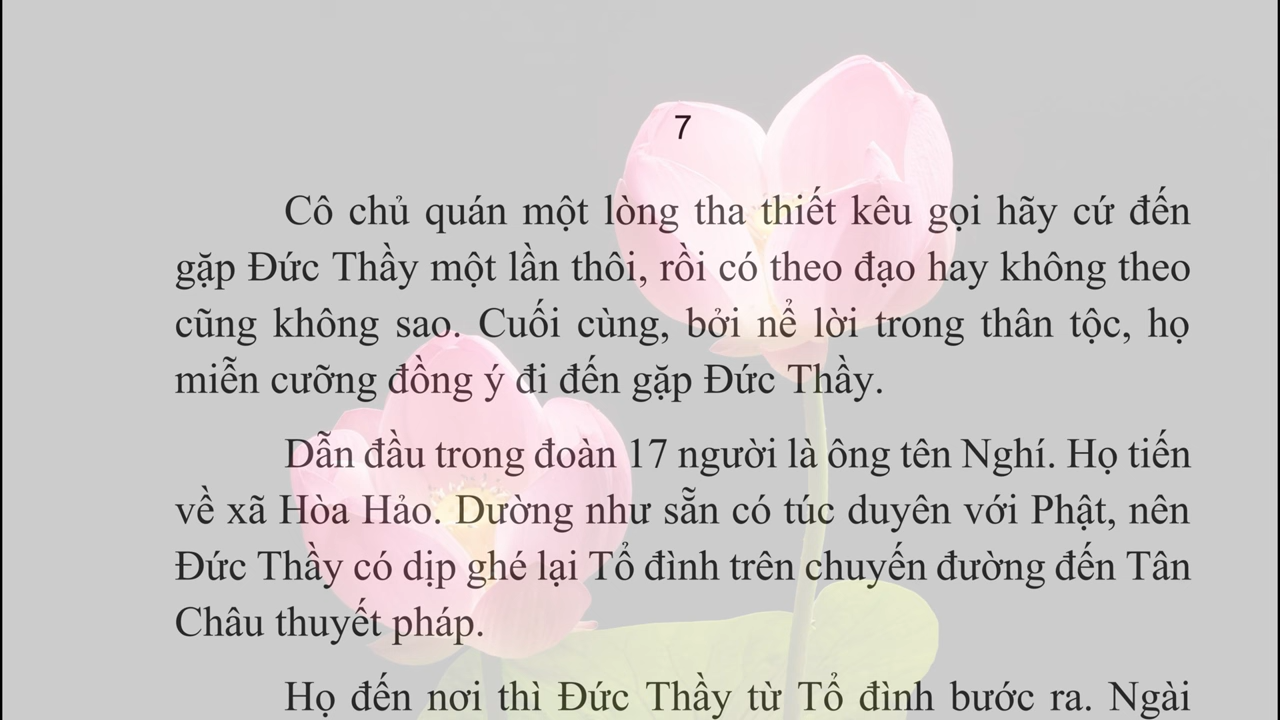 7
Cô chủ quán một lòng tha thiết kêu gọi hãy cứ đến
gặp Đức Thầy một lần thôi, rồi có theo đạo hay không theo
cũng không sao. Cuối cùng, bởi nể lời trong thân tộc, họ
miễn cưỡng đồng ý đi đến gặp Đức Thầy.
Dẫn đầu trong đoàn 17 người là ông tên Nghí. Họ tiến
về xã Hòa Hảo. Dường như sẵn có túc duyên với Phật, nên
Đức Thầy có dịp ghé lại Tổ đình trên chuyến đường đến Tân
Châu thuyết pháp.
Họ đến nơi thì Đức Thầy từ Tổ đình bước ra. Ngài